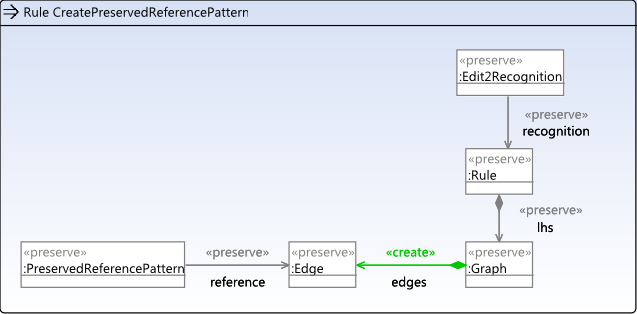 Rule CreatePreservedReferencePattern
«preserve»
:Edit2Recognition
«preserve»
recognition
«preserve»
:Rule
«preserve»
lhs
«preserve»
:PreservedReferencePattern
«preserve»
reference
«preserve»
:Edge
«create»
edges
«preserve»
:Graph